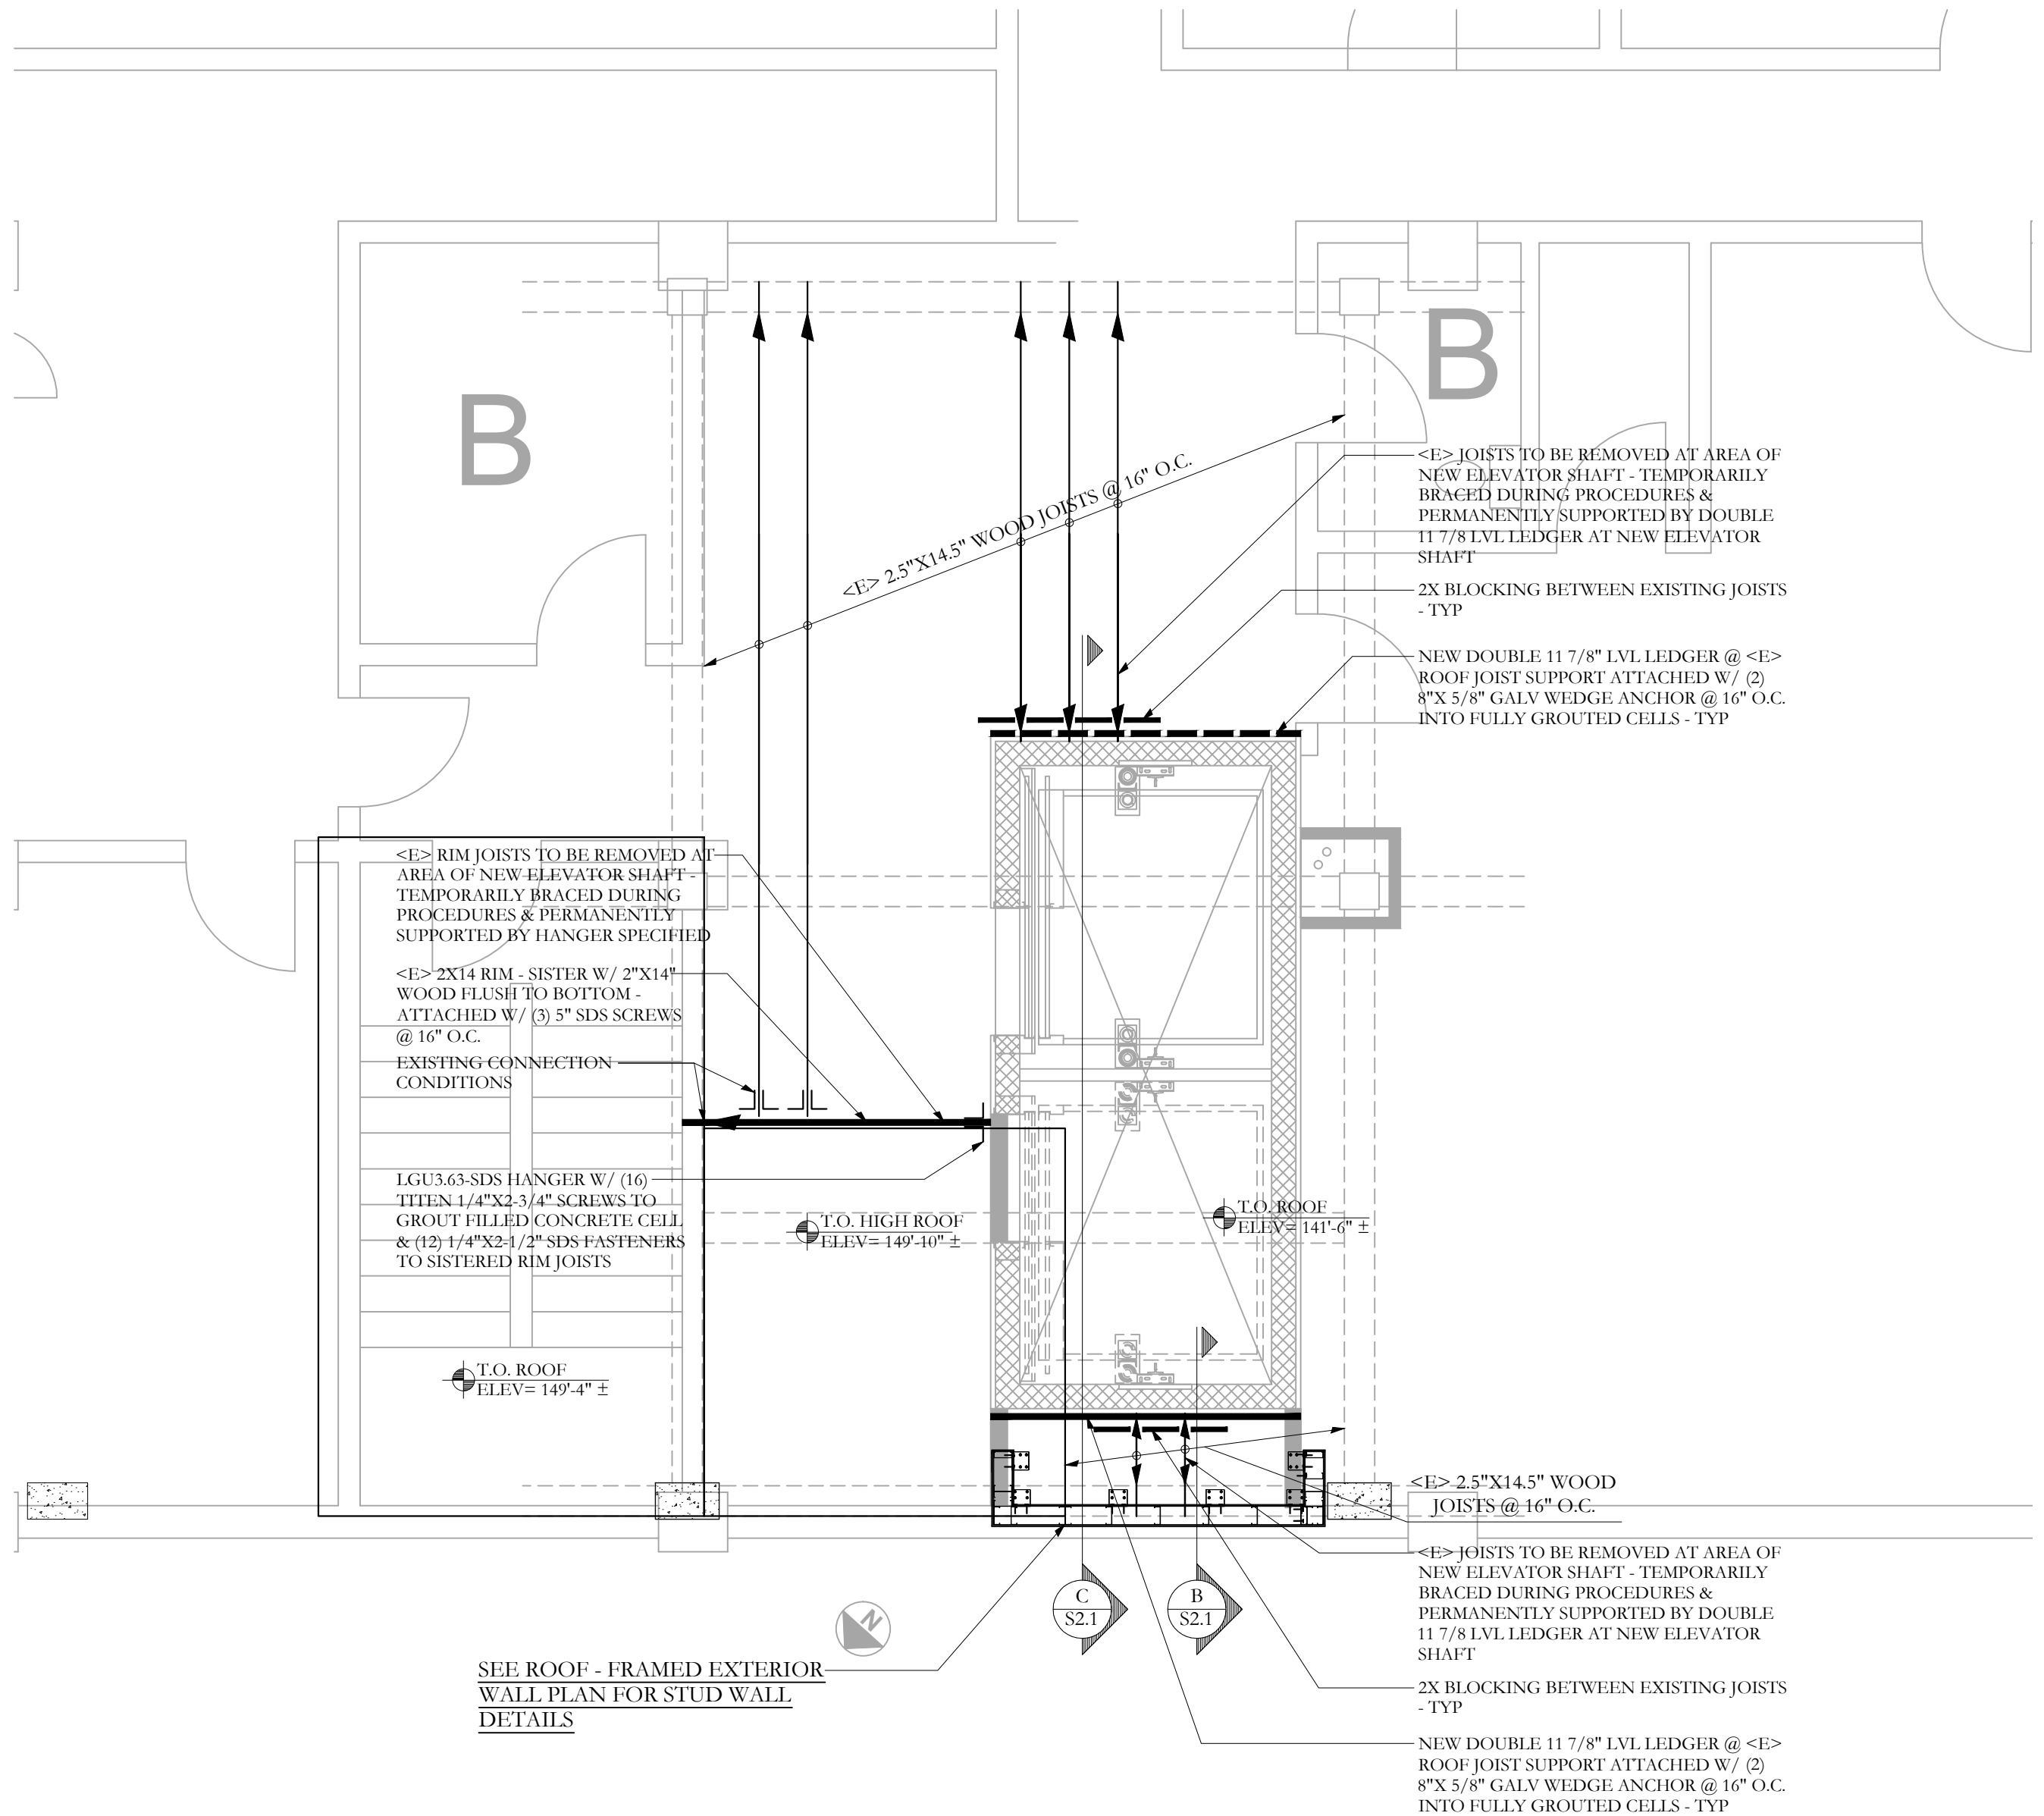 B
B
<E> 2.5"X14.5" WOOD JOISTS @ 16" O.C.
<E> JOISTS TO BE REMOVED AT AREA OF
NEW ELEVATOR SHAFT - TEMPORARILY
BRACED DURING PROCEDURES &
PERMANENTLY SUPPORTED BY DOUBLE
11 7/8 LVL LEDGER AT NEW ELEVATOR
SHAFT
2X BLOCKING BETWEEN EXISTING JOISTS
- TYP
NEW DOUBLE 11 7/8" LVL LEDGER @ <E>
ROOF JOIST SUPPORT ATTACHED W/ (2)
8"X 5/8" GALV WEDGE ANCHOR @ 16" O.C.
INTO FULLY GROUTED CELLS - TYP
<E> RIM JOISTS TO BE REMOVED AT
AREA OF NEW ELEVATOR SHAFT -
TEMPORARILY BRACED DURING
PROCEDURES & PERMANENTLY
SUPPORTED BY HANGER SPECIFIED
<E> 2X14 RIM - SISTER W/ 2"X14"
WOOD FLUSH TO BOTTOM -
ATTACHED W/ (3) 5" SDS SCREWS
@ 16" O.C.
EXISTING CONNECTION
CONDITIONS
LGU3.63-SDS HANGER W/ (16)
TITEN 1/4"X2-3/4" SCREWS TO
GROUT FILLED CONCRETE CELL
& (12) 1/4"X2-1/2" SDS FASTENERS
TO SISTERED RIM JOISTS
T.O. HIGH ROOF
ELEV= 149'-10" ±
T.O. ROOF
ELEV= 141'-6" ±
T.O. ROOF
ELEV= 149'-4" ±
<E> 2.5"X14.5" WOOD
JOISTS @ 16" O.C.
<E> JOISTS TO BE REMOVED AT AREA OF
NEW ELEVATOR SHAFT - TEMPORARILY
BRACED DURING PROCEDURES &
PERMANENTLY SUPPORTED BY DOUBLE
11 7/8 LVL LEDGER AT NEW ELEVATOR
SHAFT
2X BLOCKING BETWEEN EXISTING JOISTS
- TYP
NEW DOUBLE 11 7/8" LVL LEDGER @ <E>
ROOF JOIST SUPPORT ATTACHED W/ (2)
8"X 5/8" GALV WEDGE ANCHOR @ 16" O.C.
INTO FULLY GROUTED CELLS - TYP
C
S2.1
B
S2.1
N
SEE ROOF - FRAMED EXTERIOR
WALL PLAN FOR STUD WALL
DETAILS